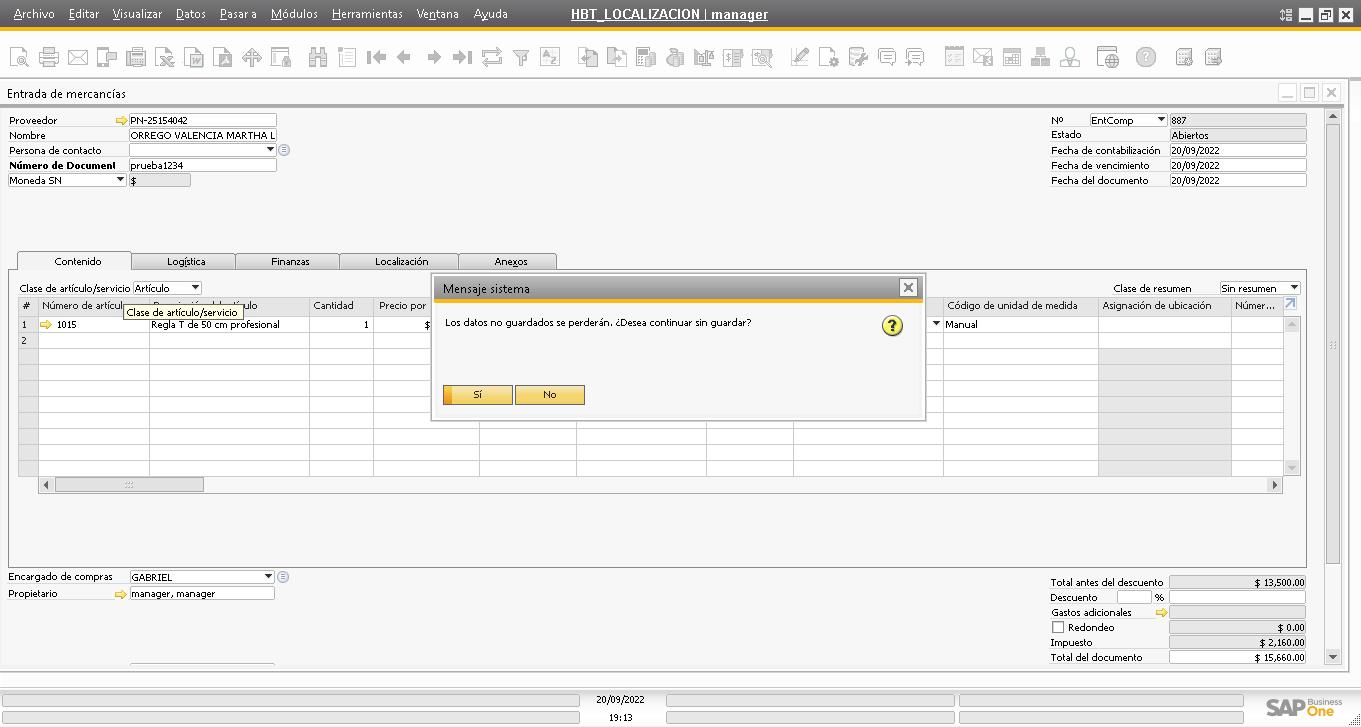 Archivo Editar Visualizar Datos Pasar a Módulos Herramientas Ventana Ayuda HBT_LOCALIZACION | manager
Entrada de mercancías
Proveedor PN-25154042
Nombre ORREGO VALENCIA MARTHA L
Persona de contacto
Número de Document prueba1234
Moneda SN $
Nº EntComp 887
Estado Abiertos
Fecha de contabilización 20/09/2022
Fecha de vencimiento 20/09/2022
Fecha del documento 20/09/2022
Contenido Logística Finanzas Localización Anexos
Clase de artículo/servicio Artículo
Clase de resumen Sin resumen
# Número de artícu Cantidad Precio por Código de unidad de medida Asignación de ubicación Númer...
Clase de artículo/servicio
1 1015 Regla T de 50 cm profesional 1 $ Manual
2
Mensaje sistema
Los datos no guardados se perderán. ¿Desea continuar sin guardar?
Sí No
Encargado de compras GABRIEL
Propietario manager, manager
Total antes del descuento $ 13,500.00
Descuento %
Gastos adicionales
Redondeo $ 0.00
Impuesto $ 2,160.00
Total del documento $ 15,660.00
20/09/2022
19:13
SAP Business One